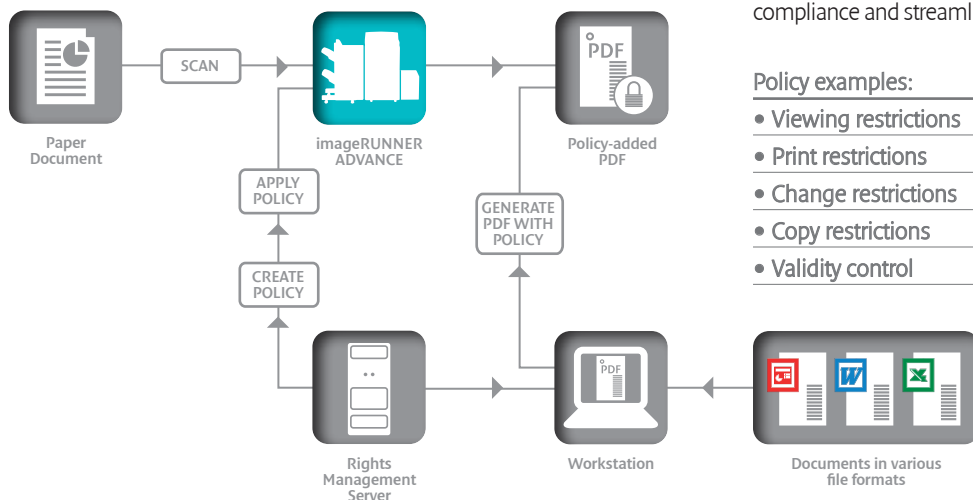 compliance and streaml
PDF
SCAN
Paper
Document
imageRUNNER
ADVANCE
Policy-added
PDF
Policy examples:
• Viewing restrictions
• Print restrictions
• Change restrictions
• Copy restrictions
• Validity control
APPLY
POLICY
GENERATE
PDF WITH
POLICY
CREATE
POLICY
PDF
W
X
Rights
Management
Server
Workstation
Documents in various
file formats